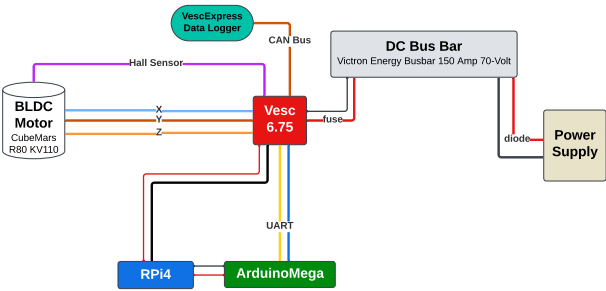 VescExpress
Data Logger
CAN Bus
DC Bus Bar
Victron Energy Busbar 150 Amp 70-Volt
Hall Sensor
BLDC
Motor
CubeMars
R80 KV110
X
Y
Z
Vesc
6.75
fuse
diode
Power
Supply
UART
RPi4
ArduinoMega